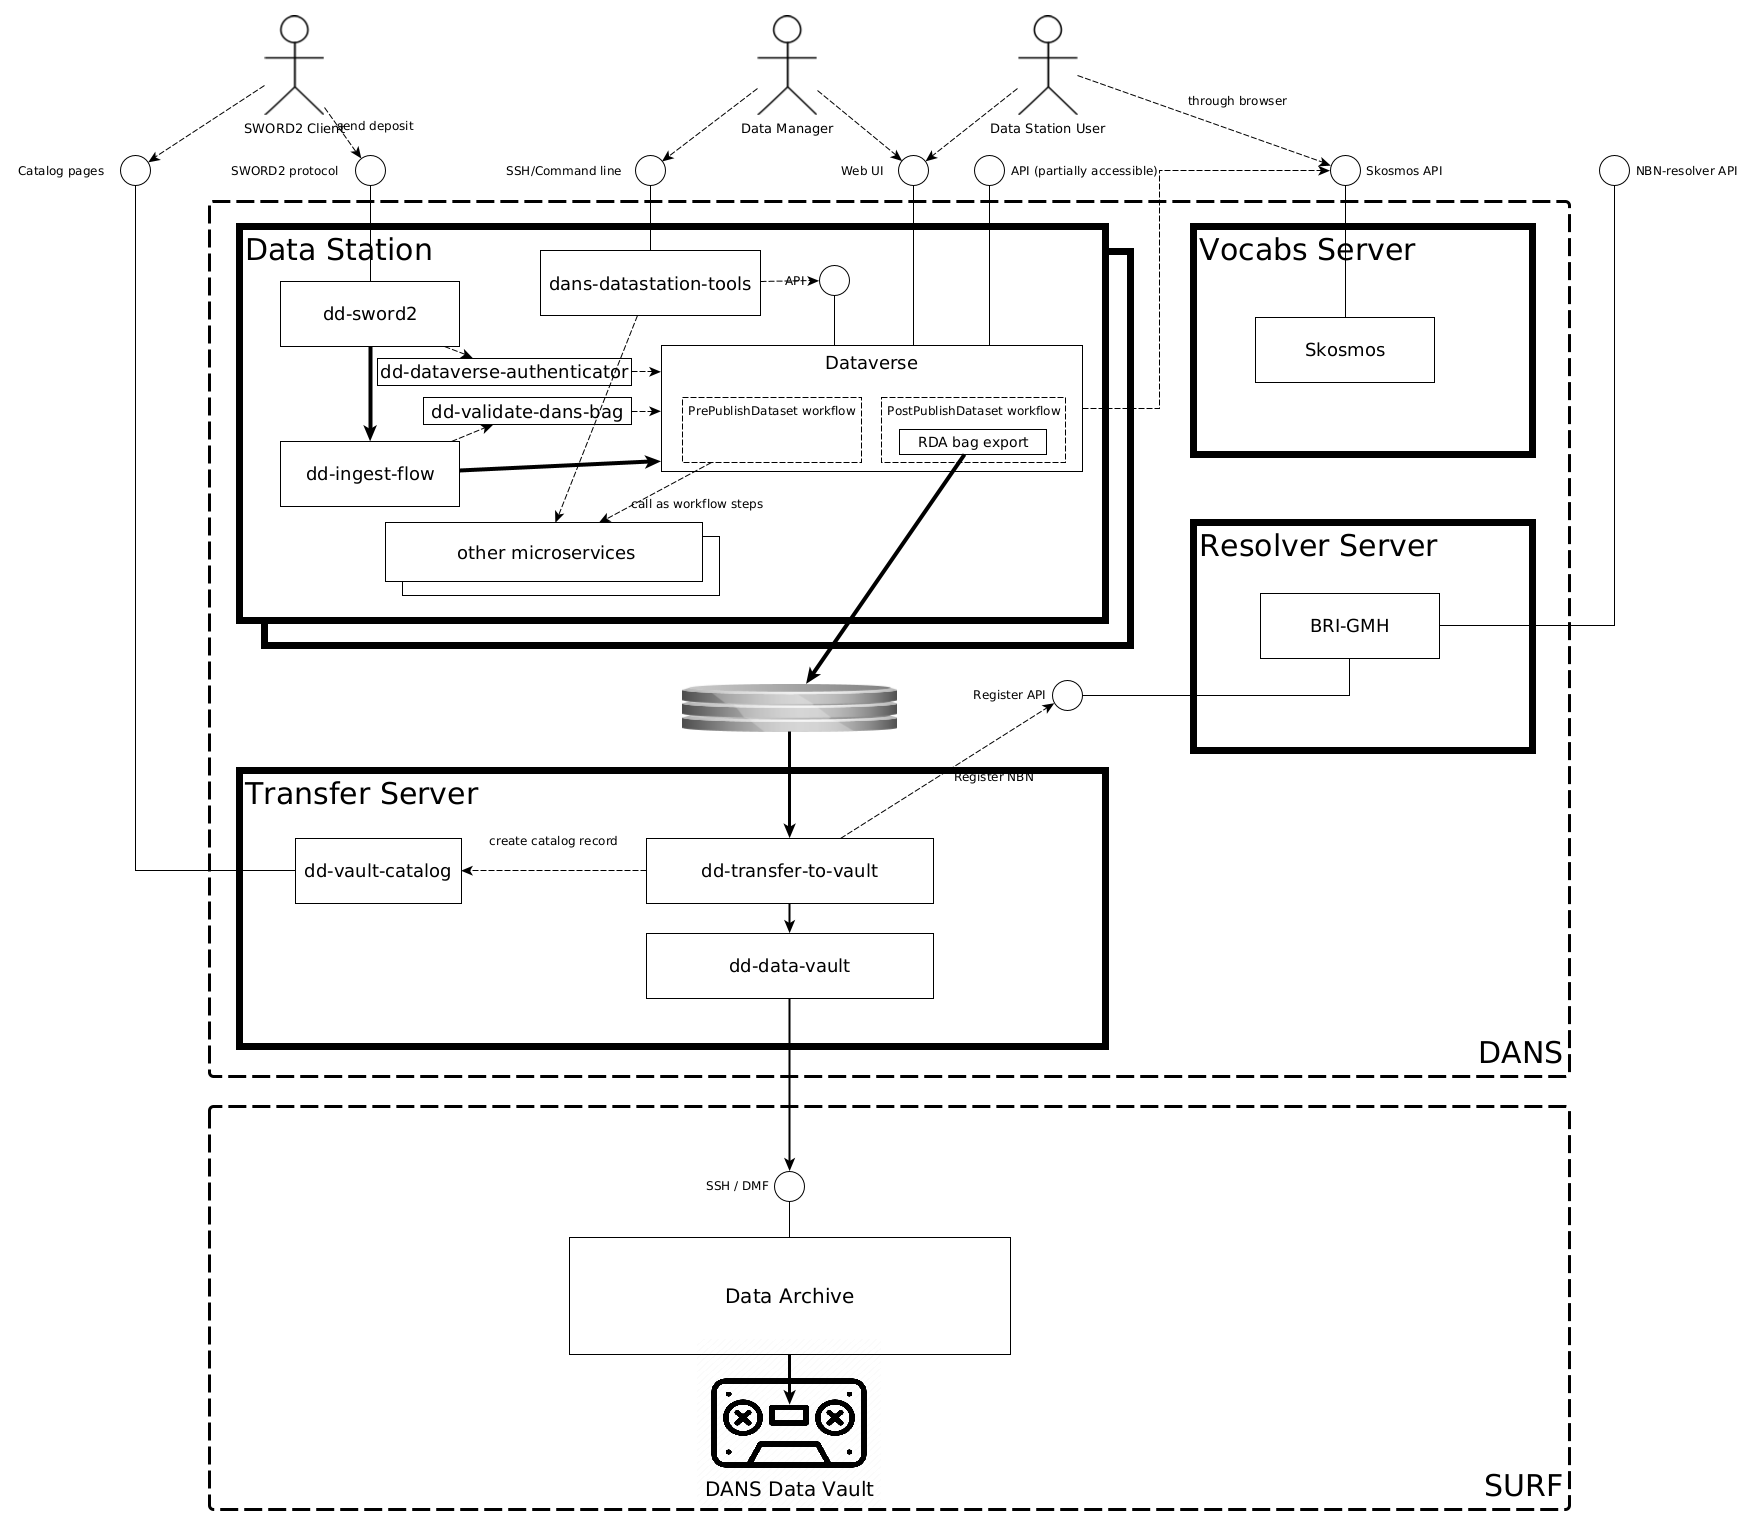 SWORD2 Client
send deposit
Data Manager
Data Station User
through browser
Catalog pages
SWORD2 protocol
SSH/Command line
Web UI
API (partially accessible)
Skosmos API
NBN-resolver API
Data Station
dd-sword2
dans-datastation-tools
API
dd-dataverse-authenticator
dd-validate-dans-bag
dd-ingest-flow
Dataverse
PrePublishDataset workflow
PostPublishDataset workflow
RDA bag export
call as workflow steps
other microservices
Vocabs Server
Skosmos
Resolver Server
BRI-GMH
Register API
Register NBN
Transfer Server
dd-vault-catalog
create catalog record
dd-transfer-to-vault
dd-data-vault
DANS
SSH / DMF
Data Archive
DANS Data Vault
SURF